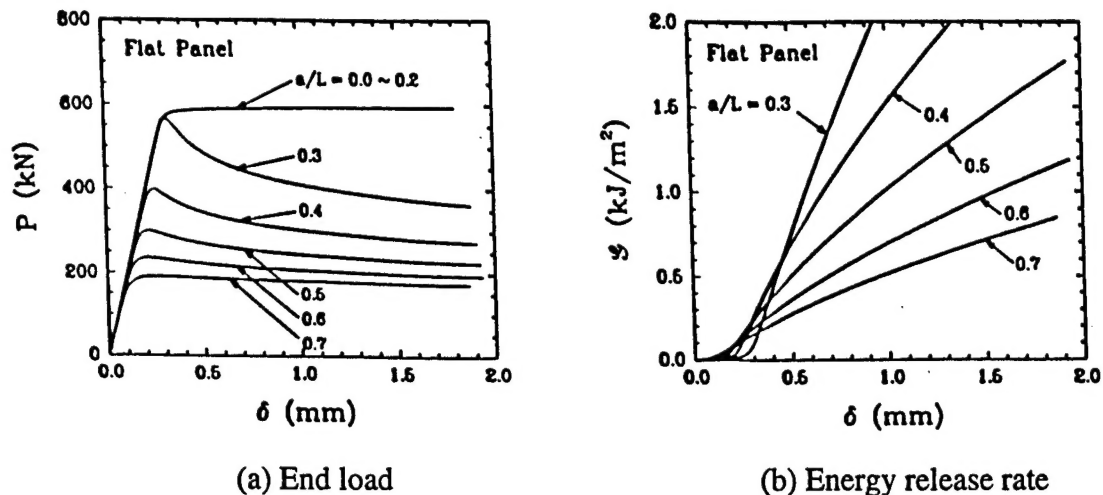 800
600
400
200
0
P (kN)
Flat Panel
a/L = 0.0 ~ 0.2
0.3
0.4
0.5
0.6
0.7
0.0
0.5
1.0
1.5
2.0
δ (mm)
(a) End load
2.0
1.5
1.0
0.5
0.0
𝒢 (kJ/m²)
Flat Panel
a/L = 0.3
0.4
0.5
0.6
0.7
0.0
0.5
1.0
1.5
2.0
δ (mm)
(b) Energy release rate